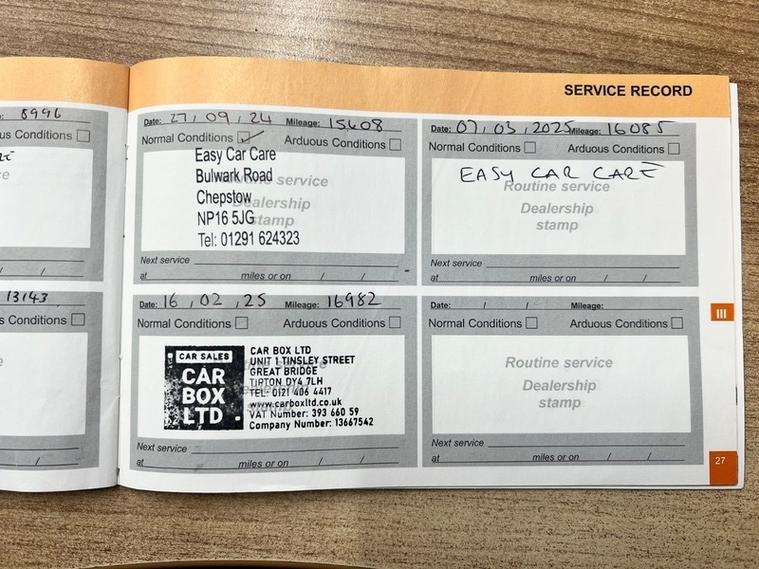 SERVICE RECORD
8996
uous Conditions
13143
s Conditions
Date: 27, 09, 24 Mileage: 15608
Normal Conditions Arduous Conditions
Easy Car Care
Bulwark Road
Chepstow
NP16 5JG
Tel: 01291 624323
service
Dealership
stamp
Next service
at miles or on / /
Date: 07, 03, 2025 Mileage: 16085
Normal Conditions Arduous Conditions
EASY CAR CARE
Routine service
Dealership
stamp
Next service
at miles or on / /
Date: 16, 02, 25 Mileage: 16982
Normal Conditions Arduous Conditions
CAR SALES
CAR
BOX
LTD
CAR BOX LTD
UNIT 1 TINSLEY STREET
GREAT BRIDGE
TIPTON DY4 7LH
TEL: 0121 406 4417
www.carboxltd.co.uk
VAT Number: 393 660 59
Company Number: 13667542
Next service
at miles or on / /
Date: / / Mileage:
Normal Conditions Arduous Conditions
Routine service
Dealership
stamp
Next service
at miles or on / /
III
27